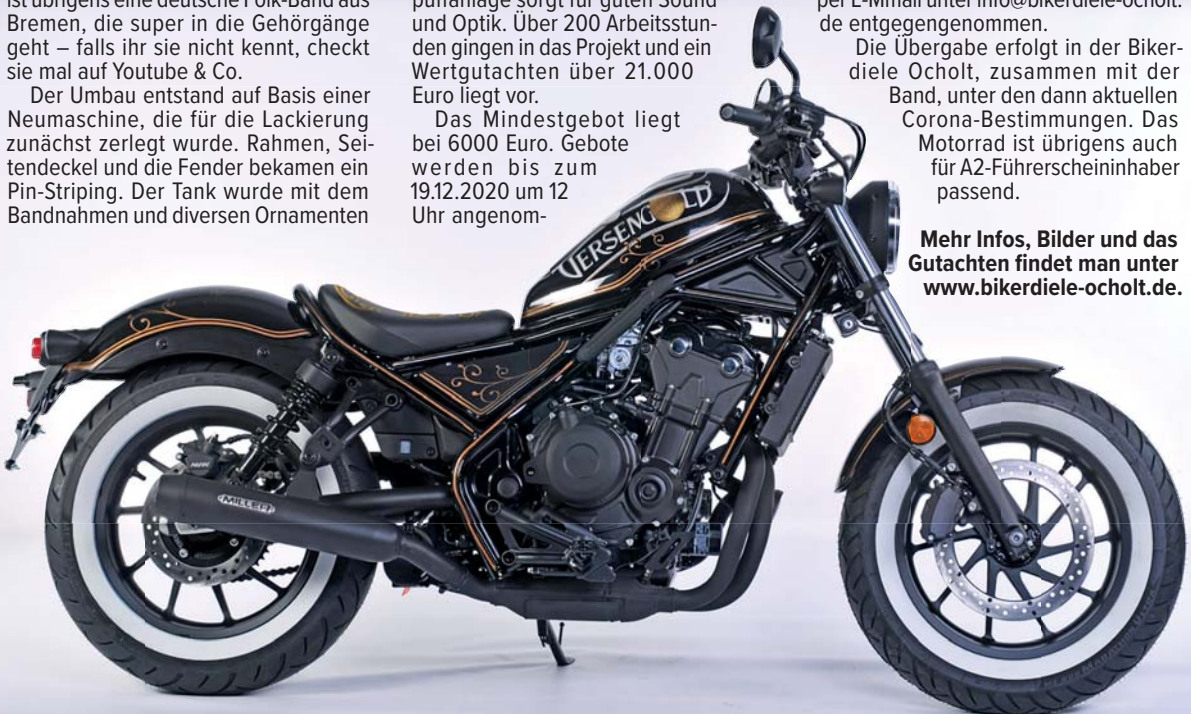 ist übrigens eine deutsche Folk-Band aus
Bremen, die super in die Gehörgänge
geht – falls ihr sie nicht kennt, checkt
sie mal auf Youtube & Co.
Der Umbau entstand auf Basis einer
Neumaschine, die für die Lackierung
zunächst zerlegt wurde. Rahmen, Sei-
tendeckel und die Fender bekamen ein
Pin-Striping. Der Tank wurde mit dem
Bandnahmen und diversen Ornamenten
puffanlage sorgt für guten Sound
und Optik. Über 200 Arbeitsstun-
den gingen in das Projekt und ein
Wertgutachten über 21.000
Euro liegt vor.
Das Mindestgebot liegt
bei 6000 Euro. Gebote
werden bis zum
19.12.2020 um 12
Uhr angenom-
per E-Mmail unter info@bikerdiele-ocholt.
de entgegengenommen.
Die Übergabe erfolgt in der Biker-
diele Ocholt, zusammen mit der
Band, unter den dann aktuellen
Corona-Bestimmungen. Das
Motorrad ist übrigens auch
für A2-Führerscheininhaber
passend.
Mehr Infos, Bilder und das
Gutachten findet man unter
www.bikerdiele-ocholt.de.
VERSENGOLD
MILLER